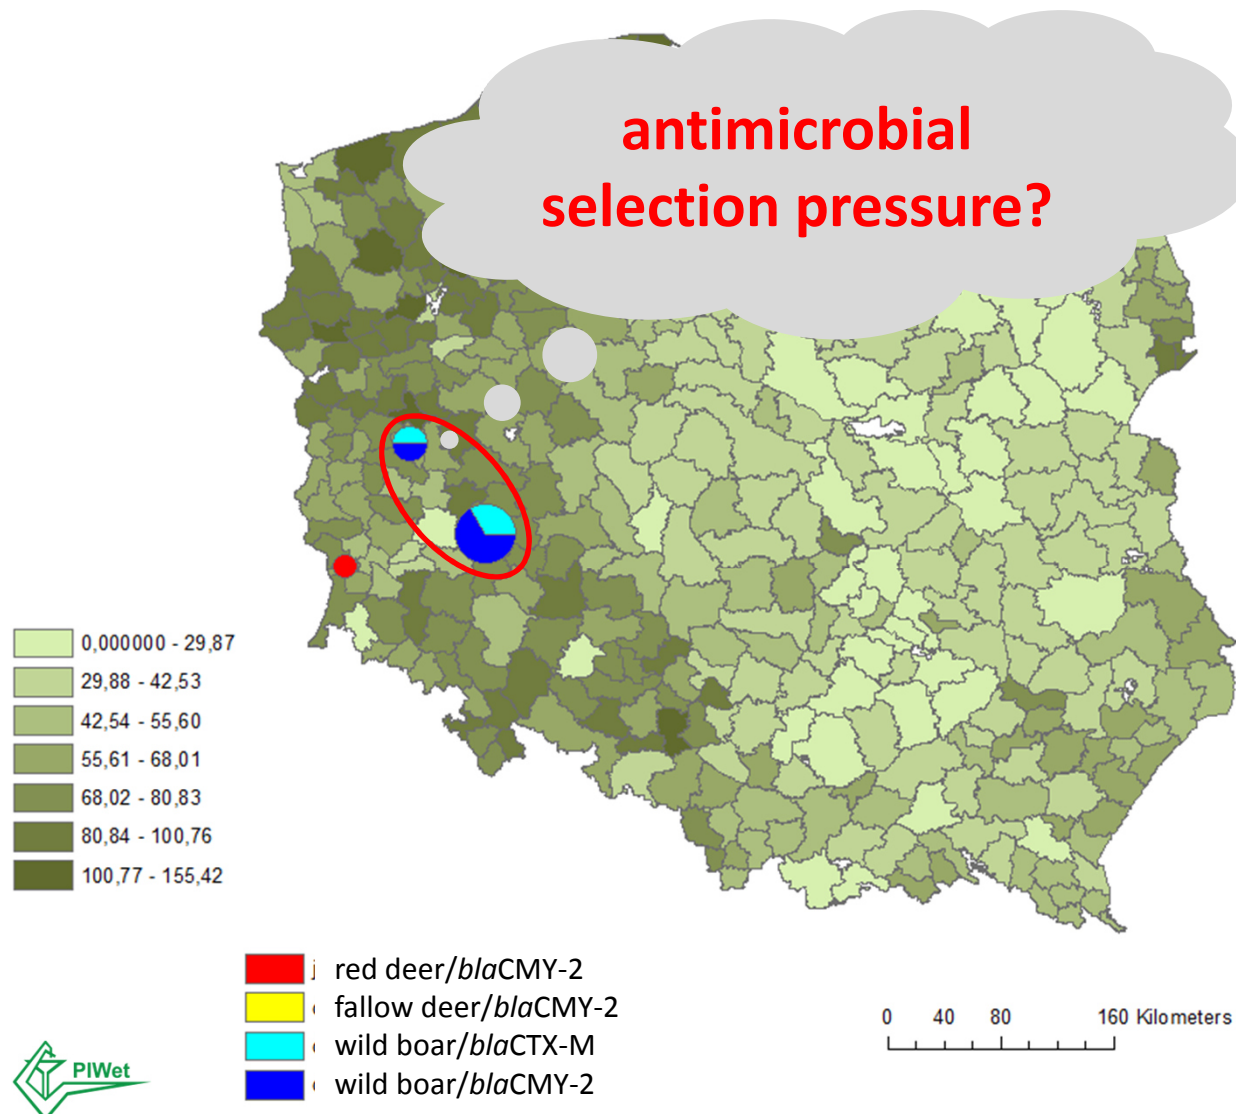 antimicrobial
selection pressure?
0,000000 - 29,87
29,88 - 42,53
42,54 - 55,60
55,61 - 68,01
68,02 - 80,83
80,84 - 100,76
100,77 - 155,42
red deer/blaCMY-2
fallow deer/blaCMY-2
wild boar/blaCTX-M
wild boar/blaCMY-2
0 40 80 160 Kilometers
PIWet